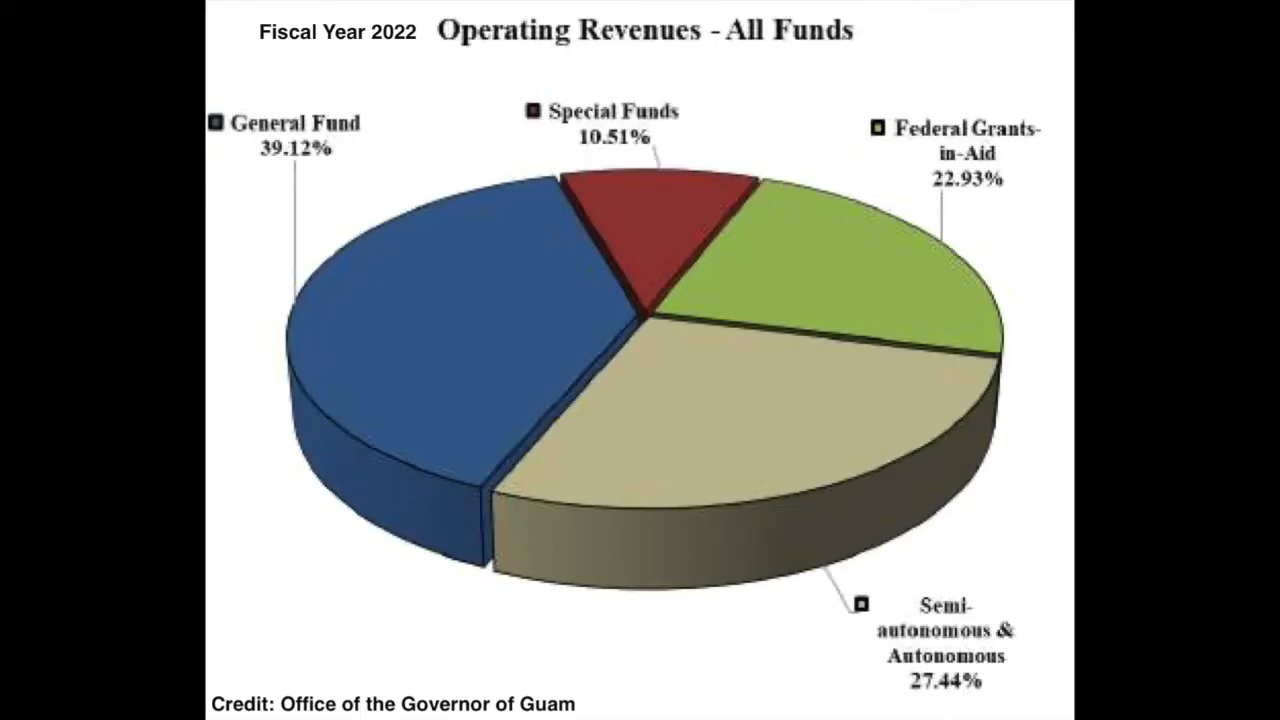 Fiscal Year 2022 Operating Revenues - All Funds
General Fund
39.12%
Special Funds
10.51%
Federal Grants-
in-Aid
22.93%
Semi-
autonomous &
Autonomous
27.44%
Credit: Office of the Governor of Guam